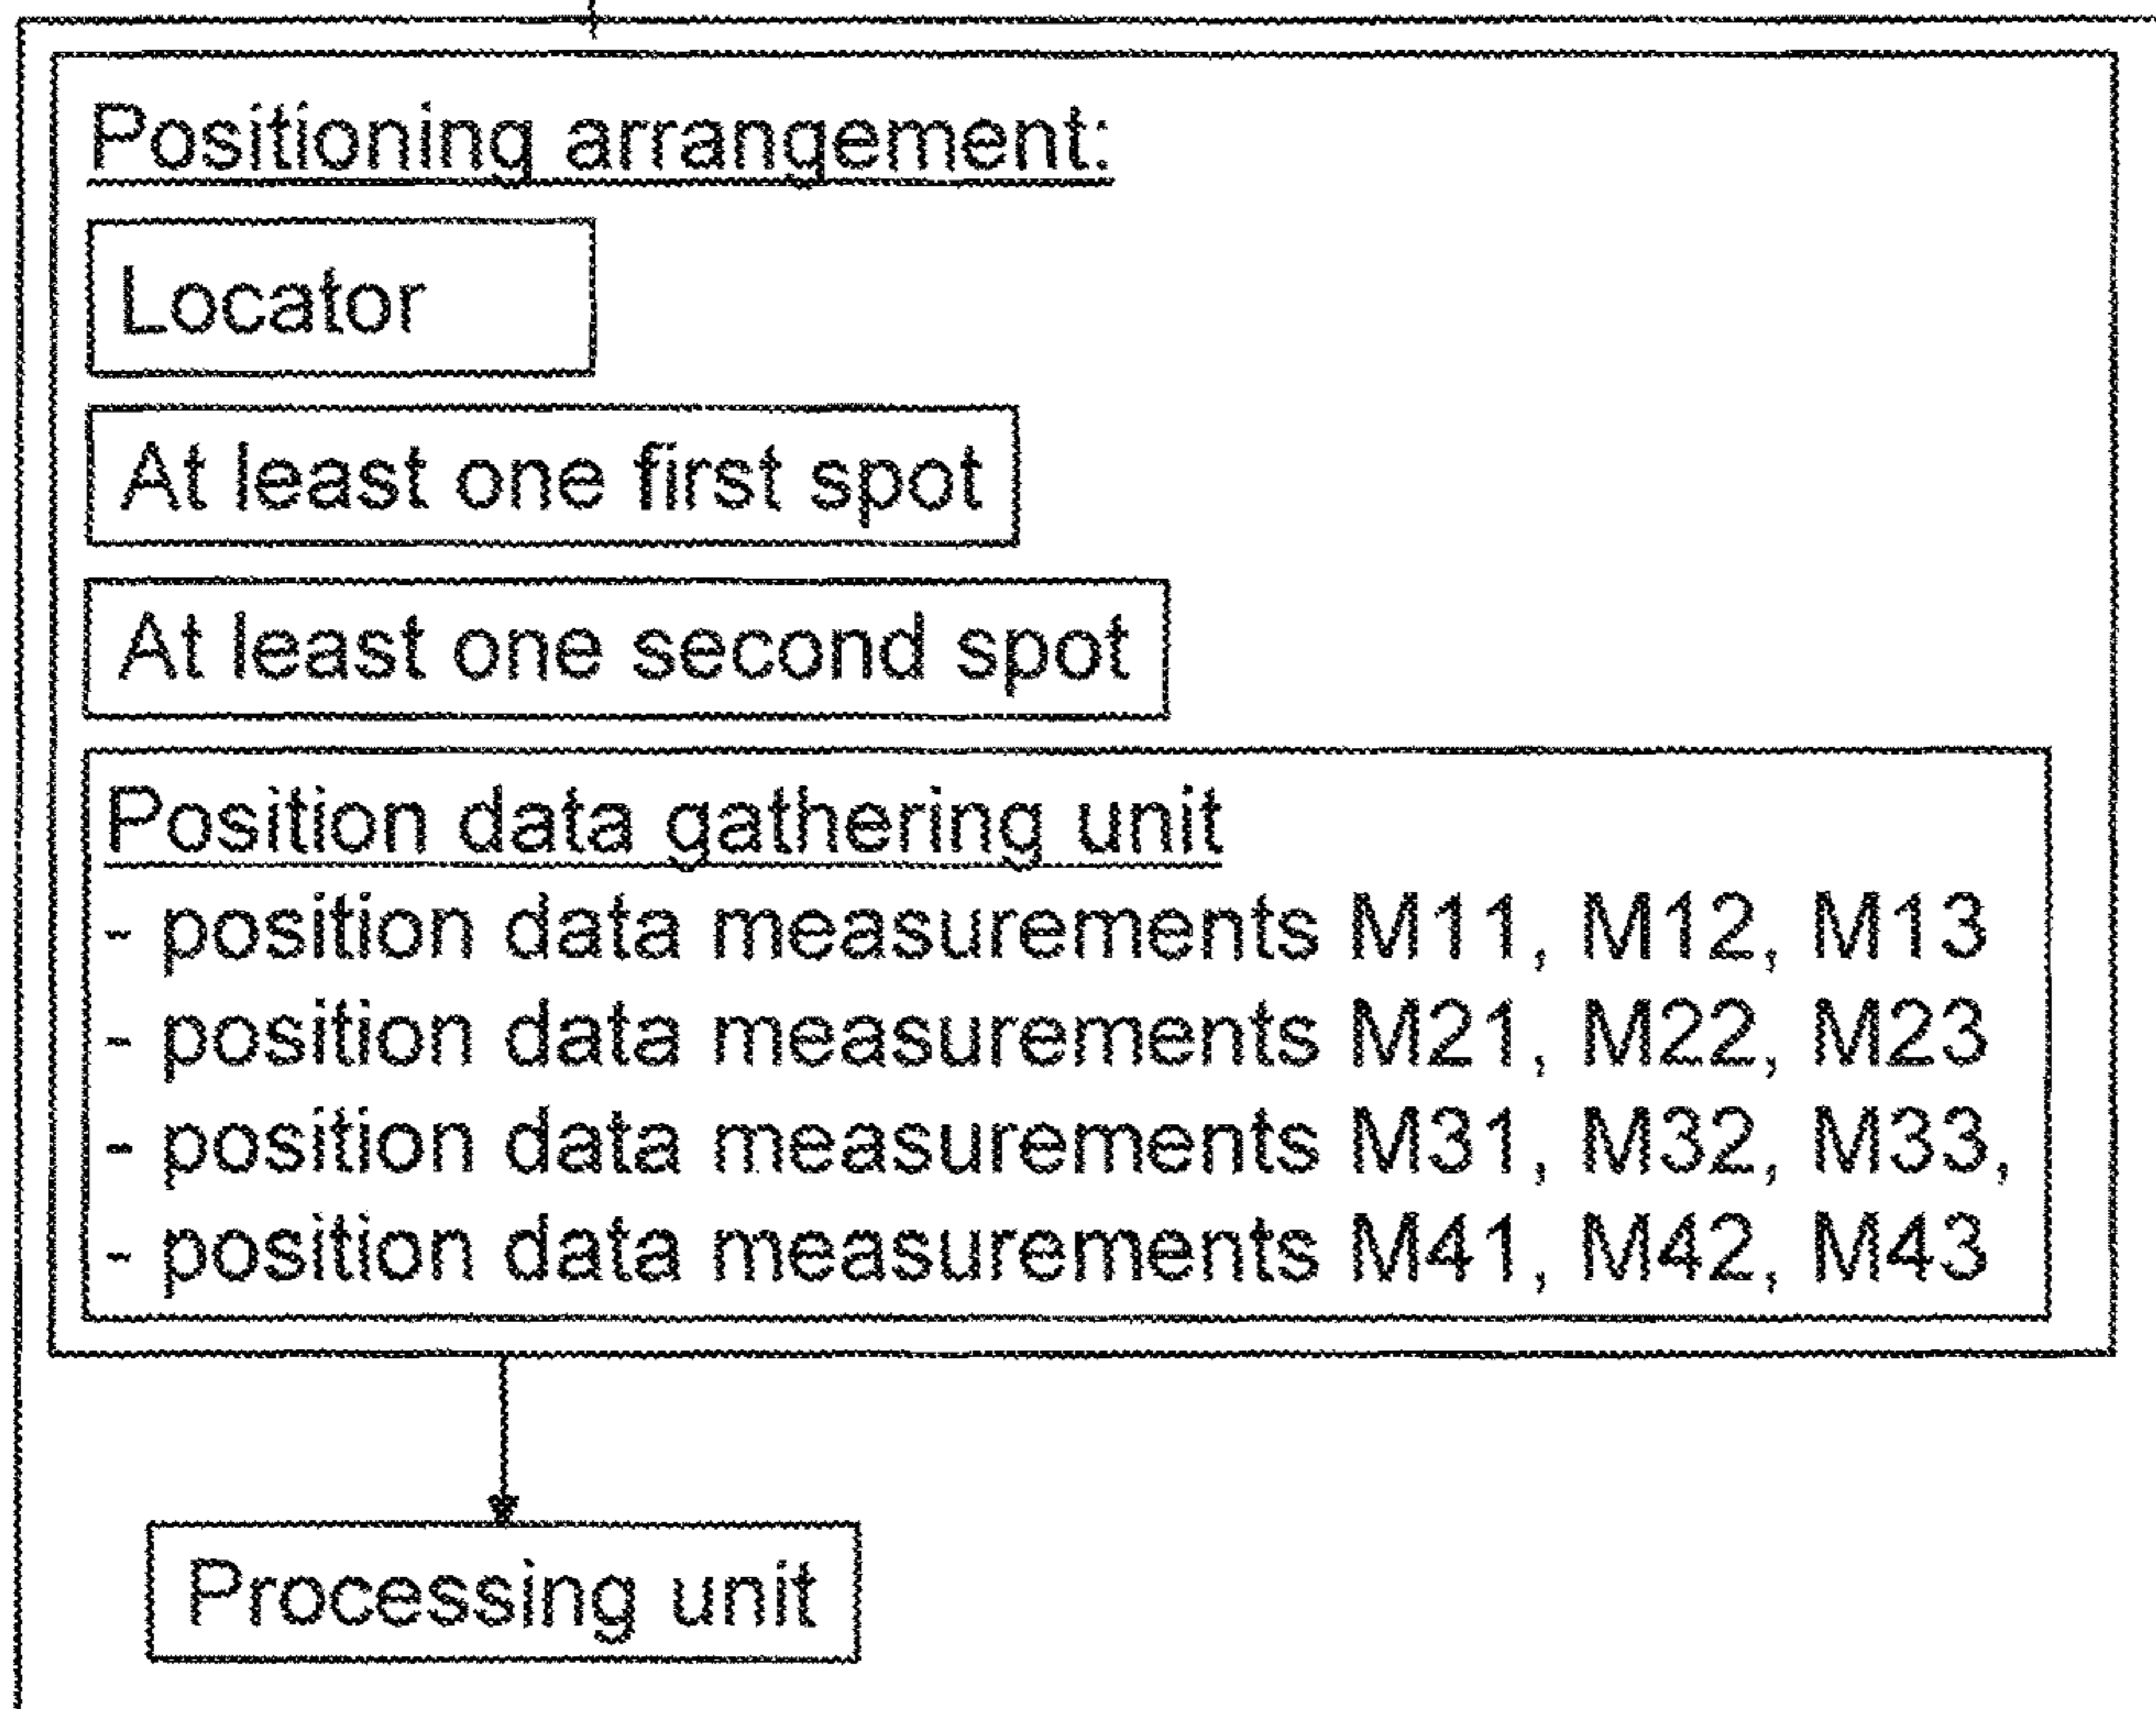 Positioning arrangement:
Locator
At least one first spot
At least one second spot
Position data gathering unit
- position data measurements M11, M12, M13
- position data measurements M21, M22, M23
- position data measurements M31, M32, M33,
- position data measurements M41, M42, M43
Processing unit